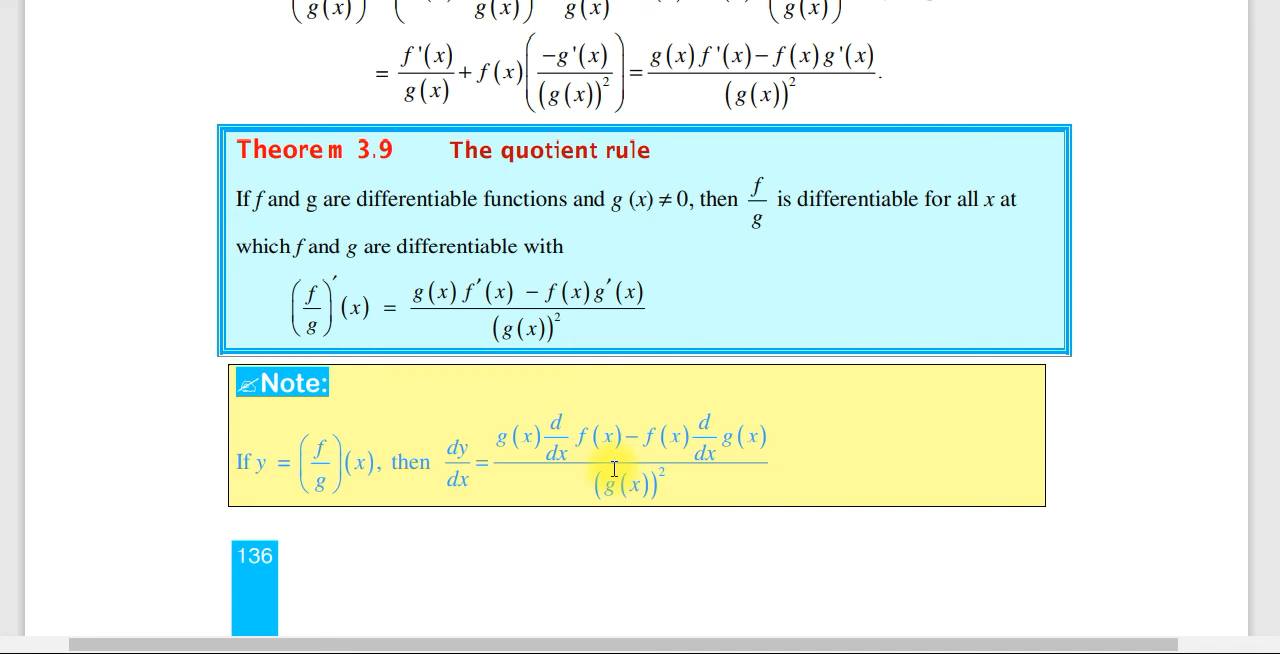 g(x) g(x) g(x) g(x)
= f'(x)/g(x) + f(x)(-g'(x)/(g(x))²) = g(x)f'(x)-f(x)g'(x)/(g(x))².
Theorem 3.9 The quotient rule
If f and g are differentiable functions and g (x) ≠ 0, then f/g is differentiable for all x at
which f and g are differentiable with
(f/g)′(x) = g(x)f′(x) − f(x)g′(x)/(g(x))²
Note:
If y = (f/g)(x), then dy/dx = g(x) d/dx f(x) − f(x) d/dx g(x)/(g(x))²
136